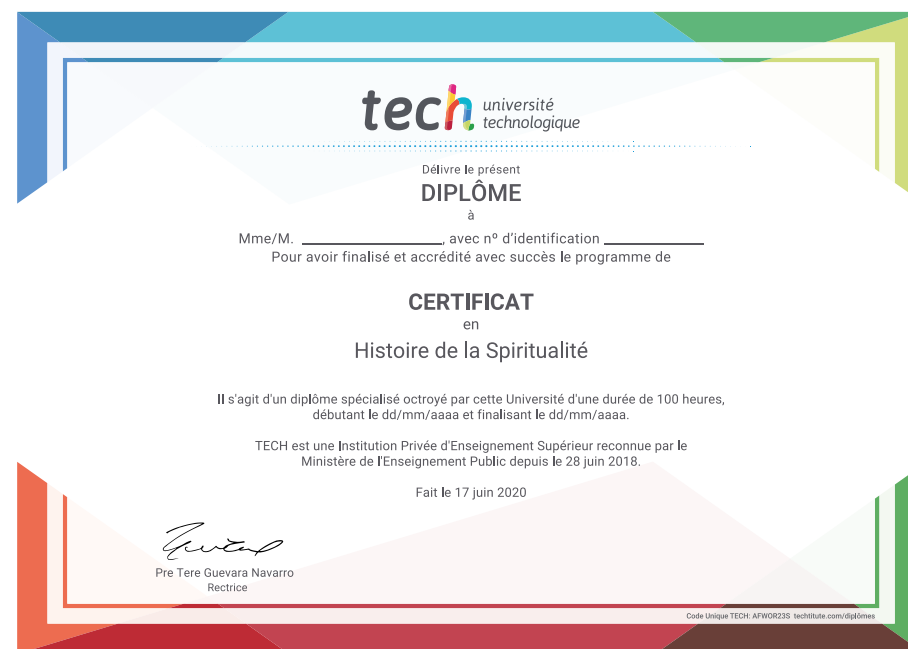 tech université
technologique
Délivre le présent
DIPLÔME
à
Mme/M. ____________________, avec nº d'identification ______________
Pour avoir finalisé et accrédité avec succès le programme de
CERTIFICAT
en
Histoire de la Spiritualité
Il s'agit d'un diplôme spécialisé octroyé par cette Université d'une durée de 100 heures,
débutant le dd/mm/aaaa et finalisant le dd/mm/aaaa.
TECH est une Institution Privée d'Enseignement Supérieur reconnue par le
Ministère de l'Enseignement Public depuis le 28 juin 2018.
Fait le 17 juin 2020
Pre Tere Guevara Navarro
Rectrice
Code Unique TECH: AFWOR23S techtitute.com/diplômes